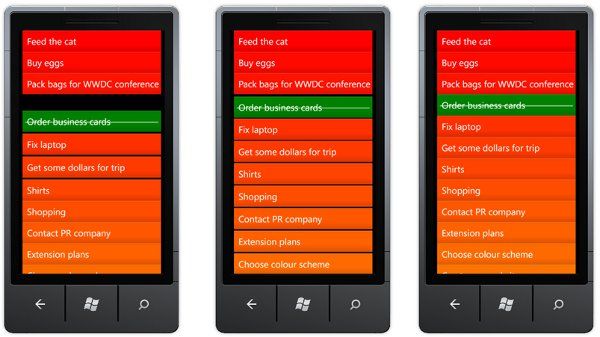 Feed the cat
Buy eggs
Pack bags for WWDC conference
Order business cards
Fix laptop
Get some dollars for trip
Shirts
Shopping
Contact PR company
Extension plans
Feed the cat
Buy eggs
Pack bags for WWDC conference
Order business cards
Fix laptop
Get some dollars for trip
Shirts
Shopping
Contact PR company
Extension plans
Choose colour scheme
Feed the cat
Buy eggs
Pack bags for WWDC conference
Order business cards
Fix laptop
Get some dollars for trip
Shirts
Shopping
Contact PR company
Extension plans
Choose colour scheme